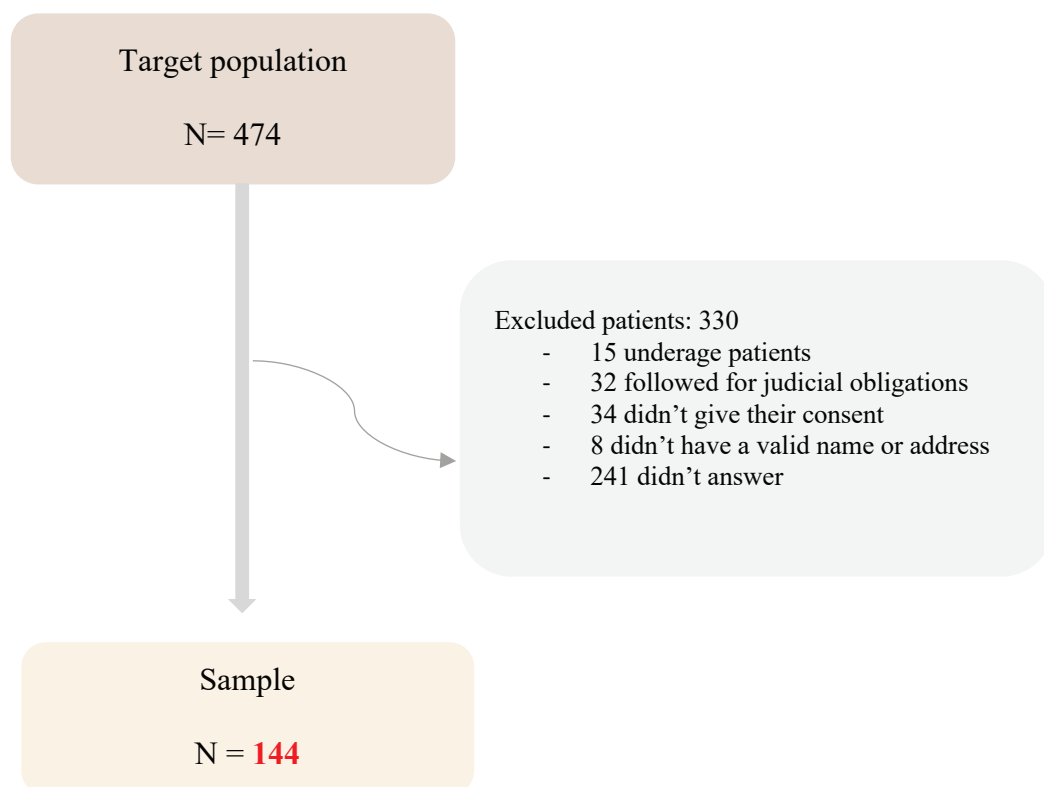 Target population
N= 474
Excluded patients: 330
- 15 underage patients
- 32 followed for judicial obligations
- 34 didn’t give their consent
- 8 didn’t have a valid name or address
- 241 didn’t answer
Sample
N = 144